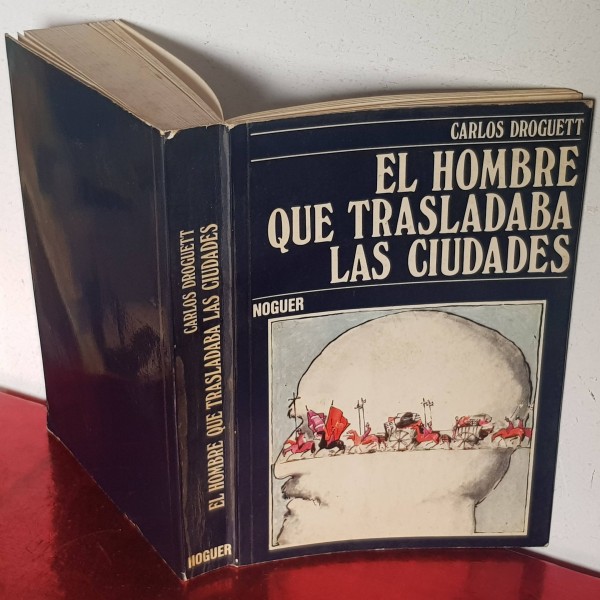 CARLOS DROGUETT
EL HOMBRE
QUE TRASLADABA
LAS CIUDADES
NOGUER
CARLOS DROGUETT
EL HOMBRE QUE TRASLADABA LAS CIUDADES
NOGUER